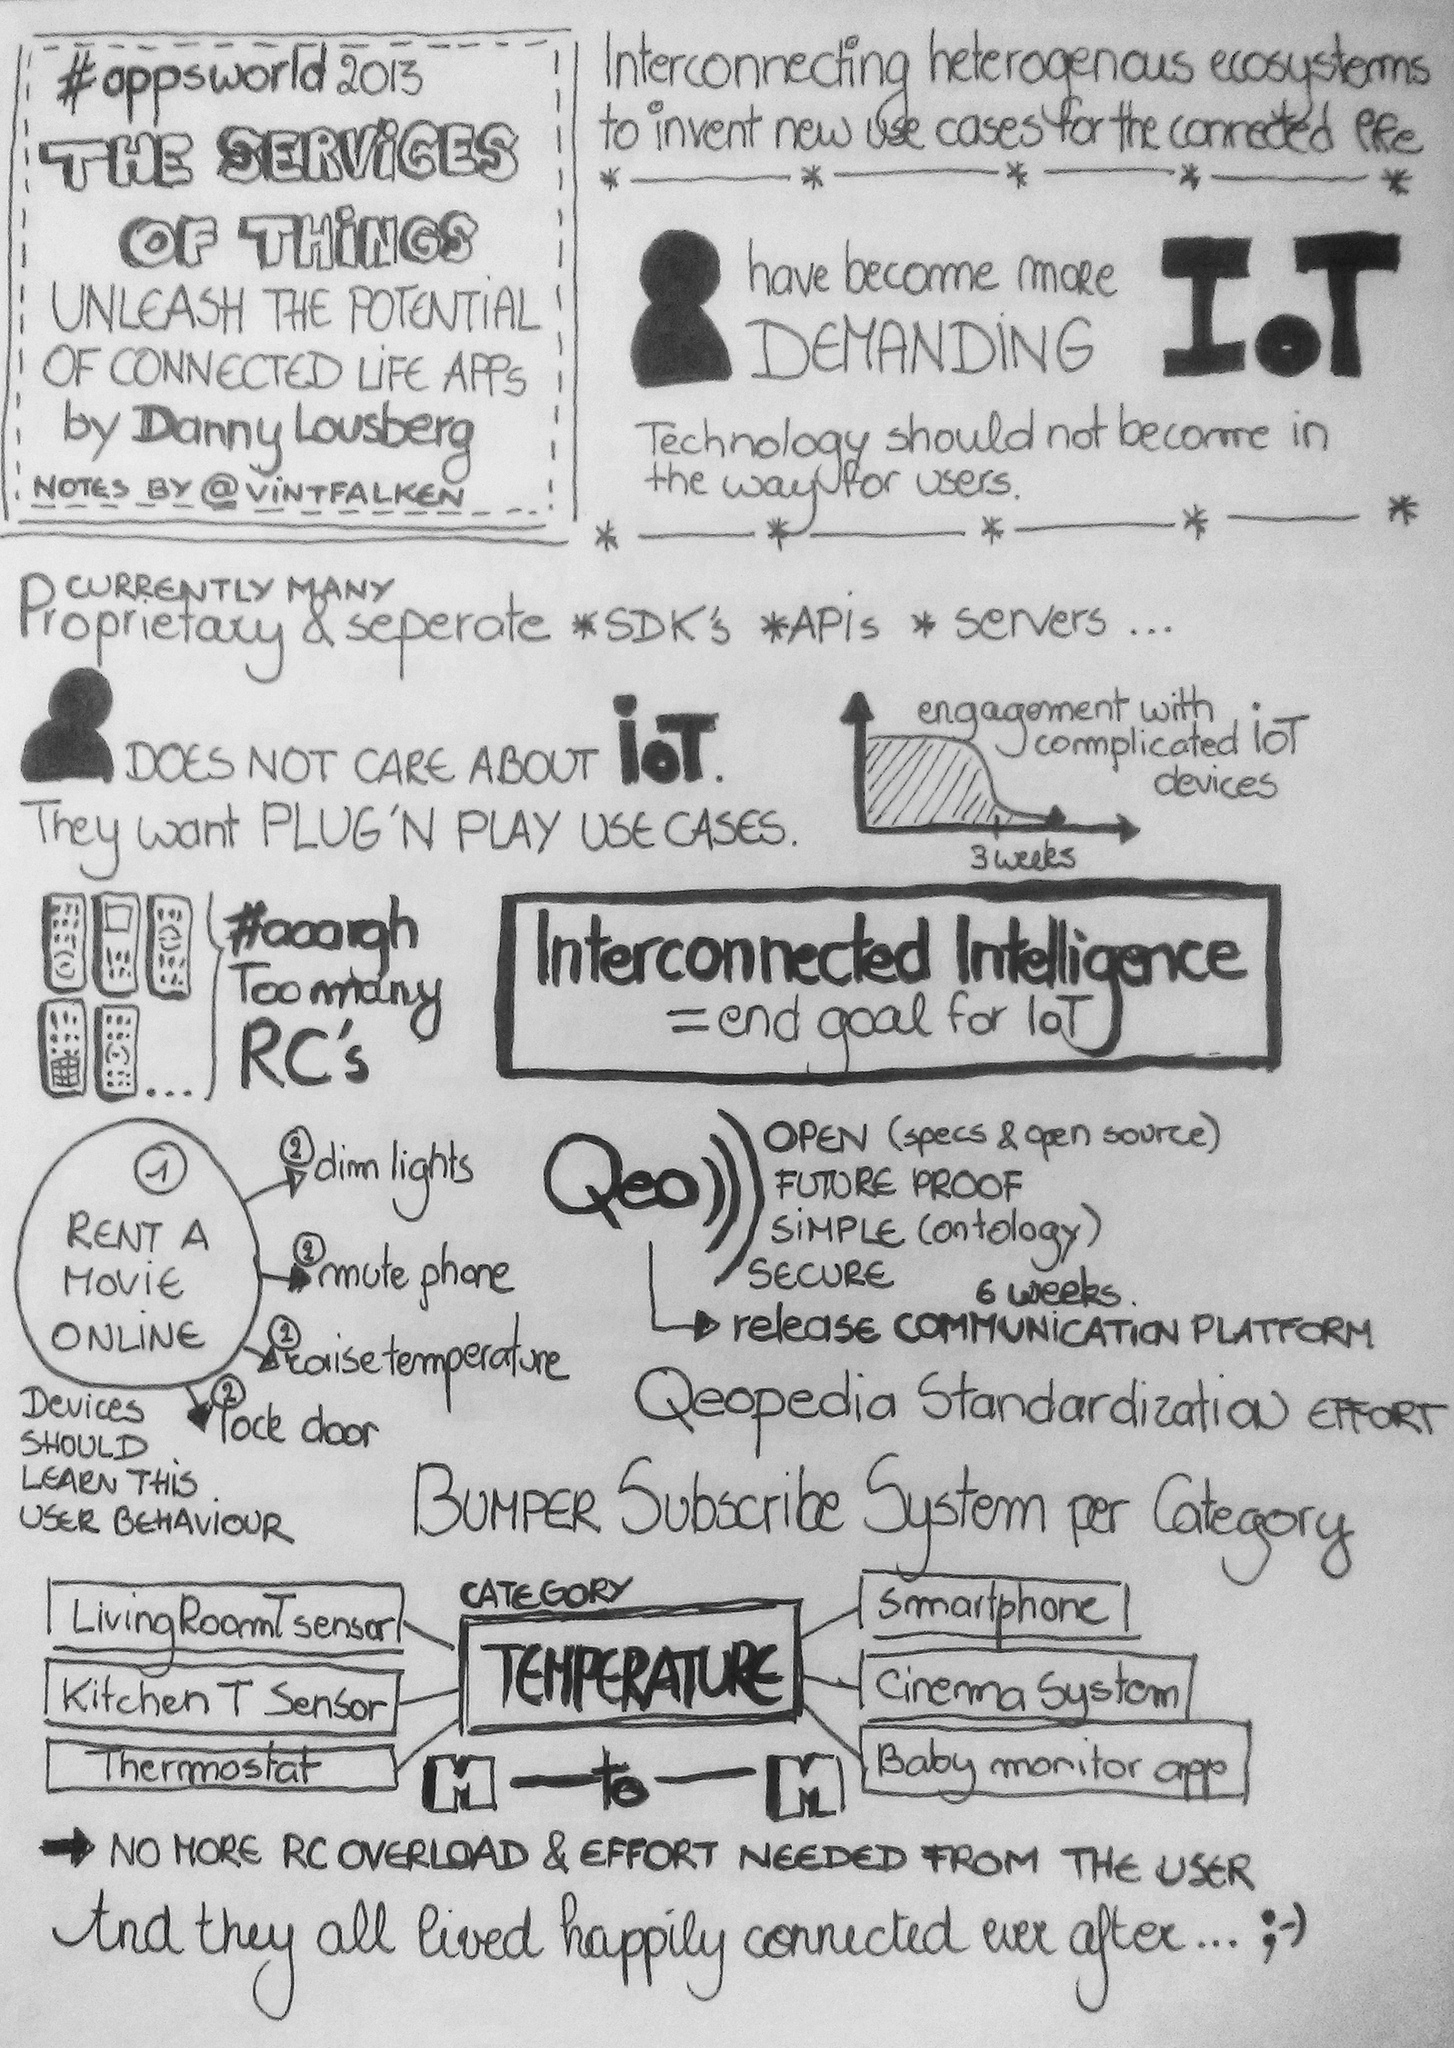 #appsworld 2013
THE SERVICES
OF THINGS
UNLEASH THE POTENTIAL
OF CONNECTED LIFE APPs
by Danny Lousberg
NOTES BY @VINTFALKEN
Interconnecting heterogenous ecosystems
to invent new use cases for the connected life
have become more
DEMANDING
IoT
Technology should not become in
the way for users.
CURRENTLY MANY
Proprietary & seperate *SDK's *APIs * servers ...
DOES NOT CARE ABOUT IoT.
They want PLUG'N PLAY USE CASES.
engagement with
complicated IoT
devices
3 weeks
#aaargh
Too many
RC's
...
Interconnected Intelligence
= end goal for IoT
1
RENT A
MOVIE
ONLINE
2 dim lights
2 mute phone
2 raise temperature
2 lock door
Devices
SHOULD
LEARN THIS
USER BEHAVIOUR
Qeo
OPEN (specs & open source)
FUTURE PROOF
SIMPLE (ontology)
SECURE
6 weeks.
release COMMUNICATION PLATFORM
Qeopedia Standardization EFFORT
BUMPER Subscribe System per Category
LivingRoom T sensor
Kitchen T Sensor
Thermostat
CATEGORY
TEMPERATURE
Smartphone
Cinema System
Baby monitor app
M — to — M
→ NO MORE RC OVERLOAD & EFFORT NEEDED FROM THE USER
And they all lived happily connected ever after... ;-)